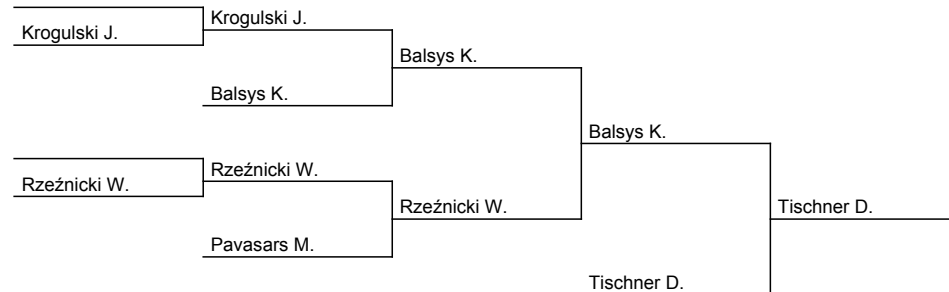 Krogulski J.
Krogulski J.
Balsys K.
Balsys K.
Balsys K.
Rzeźnicki W.
Rzeźnicki W.
Rzeźnicki W.
Tischner D.
Pavasars M.
Tischner D.